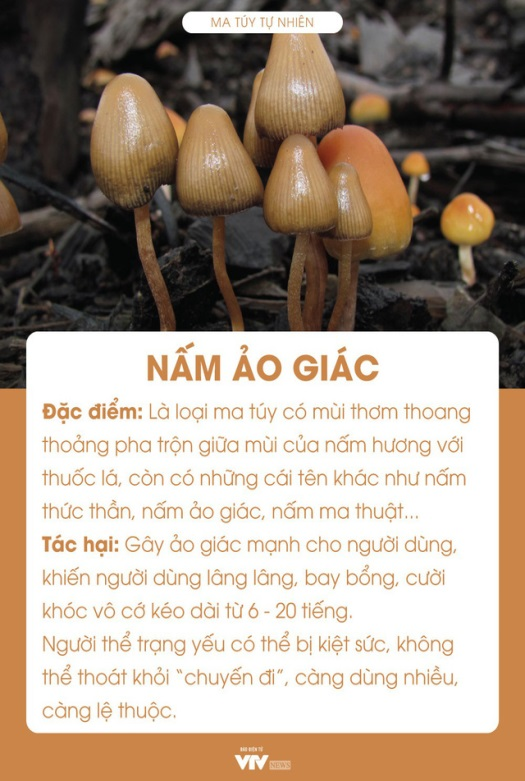 MA TÚY TỰ NHIÊN
NẤM ẢO GIÁC
Đặc điểm: Là loại ma túy có mùi thơm thoang
thoảng pha trộn giữa mùi của nấm hương với
thuốc lá, còn có những cái tên khác như nấm
thức thần, nấm ảo giác, nấm ma thuật...
Tác hại: Gây ảo giác mạnh cho người dùng,
khiến người dùng lâng lâng, bay bổng, cười
khóc vô cớ kéo dài từ 6 - 20 tiếng.
Người thể trạng yếu có thể bị kiệt sức, không
thể thoát khỏi “chuyến đi”, càng dùng nhiều,
càng lệ thuộc.
BÁO ĐIỆN TỬ
VTV NEWS